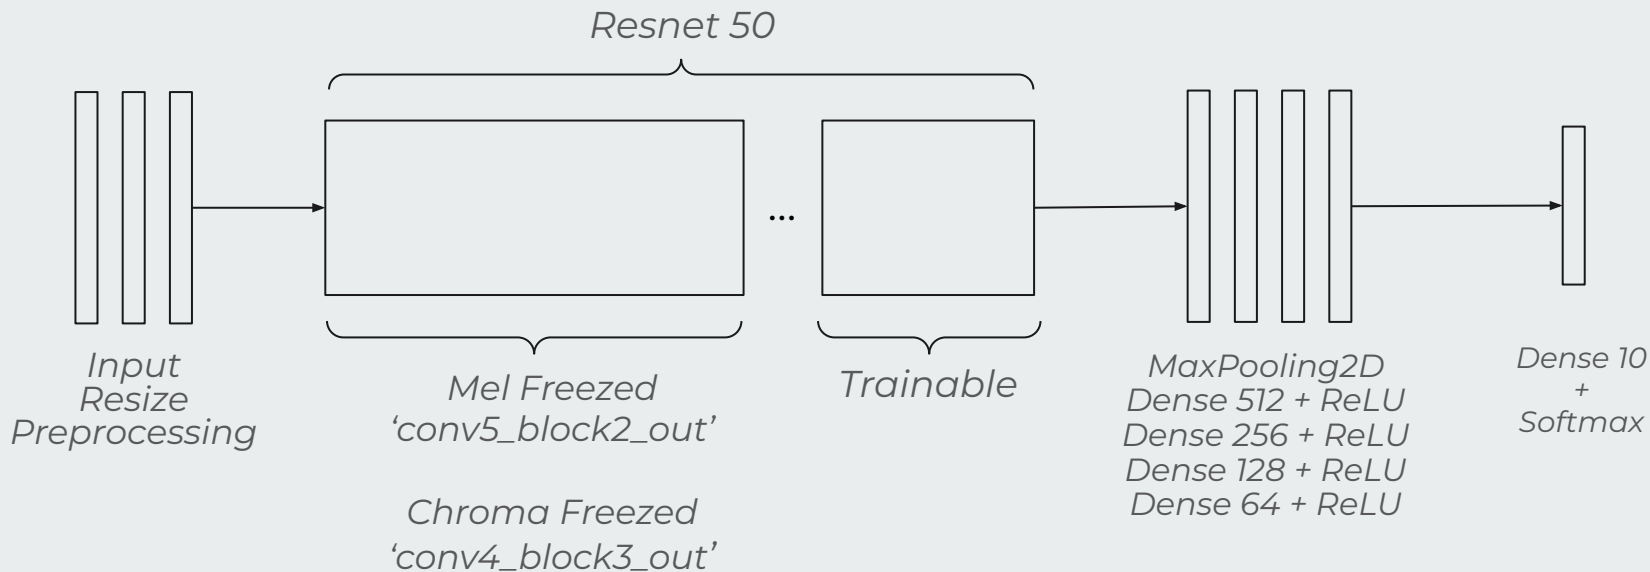 Resnet 50
...
Input
Resize
Preprocessing
Mel Freezed
‘conv5_block2_out’
Chroma Freezed
‘conv4_block3_out’
Trainable
MaxPooling2D
Dense 512 + ReLU
Dense 256 + ReLU
Dense 128 + ReLU
Dense 64 + ReLU
Dense 10
+
Softmax